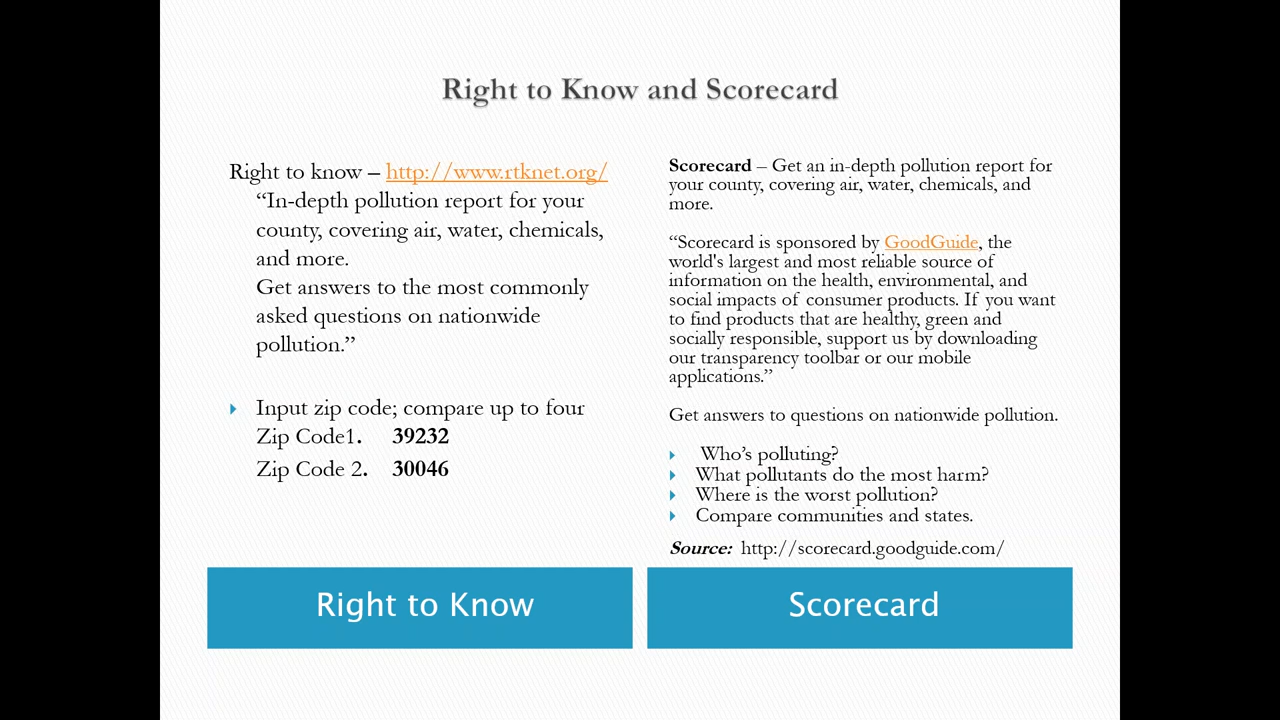 Right to Know and Scorecard
Right to know – http://www.rtknet.org/
“In-depth pollution report for your
county, covering air, water, chemicals,
and more.
Get answers to the most commonly
asked questions on nationwide
pollution.”
Input zip code; compare up to four
Zip Code1. 39232
Zip Code 2. 30046
Right to Know
Scorecard – Get an in-depth pollution report for
your county, covering air, water, chemicals, and
more.
“Scorecard is sponsored by GoodGuide, the
world's largest and most reliable source of
information on the health, environmental, and
social impacts of consumer products. If you want
to find products that are healthy, green and
socially responsible, support us by downloading
our transparency toolbar or our mobile
applications.”
Get answers to questions on nationwide pollution.
Who’s polluting?
What pollutants do the most harm?
Where is the worst pollution?
Compare communities and states.
Source: http://scorecard.goodguide.com/
Scorecard